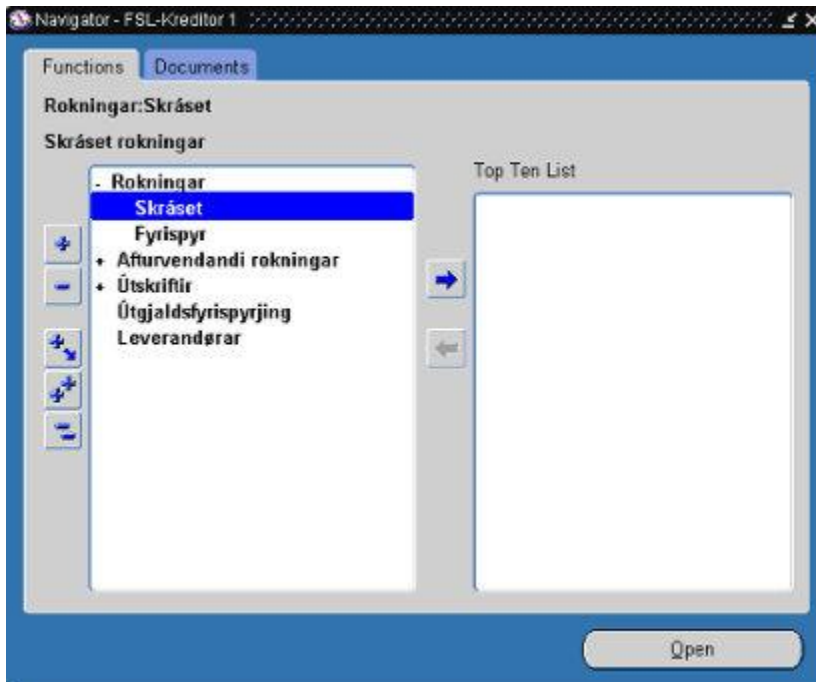 Navigator - FSL-Kreditor 1
Functions Documents
Rokningar:Skráset
Skráset rokningar
Top Ten List
- Rokningar
Skráset
Fyrispyr
+ Afturvendandi rokningar
+ Útskriftir
Útgjaldsfyrispyrjing
Leverandørar
Open